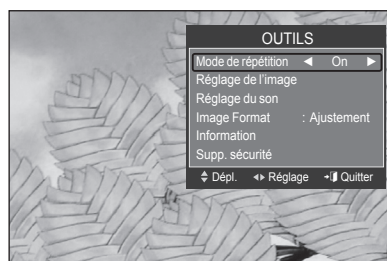 OUTILS
Mode de répétition ◄ On ►
Réglage de l'image
Réglage du son
Image Format : Ajustement
Information
Supp. sécurité
Dépl. Réglage Quitter